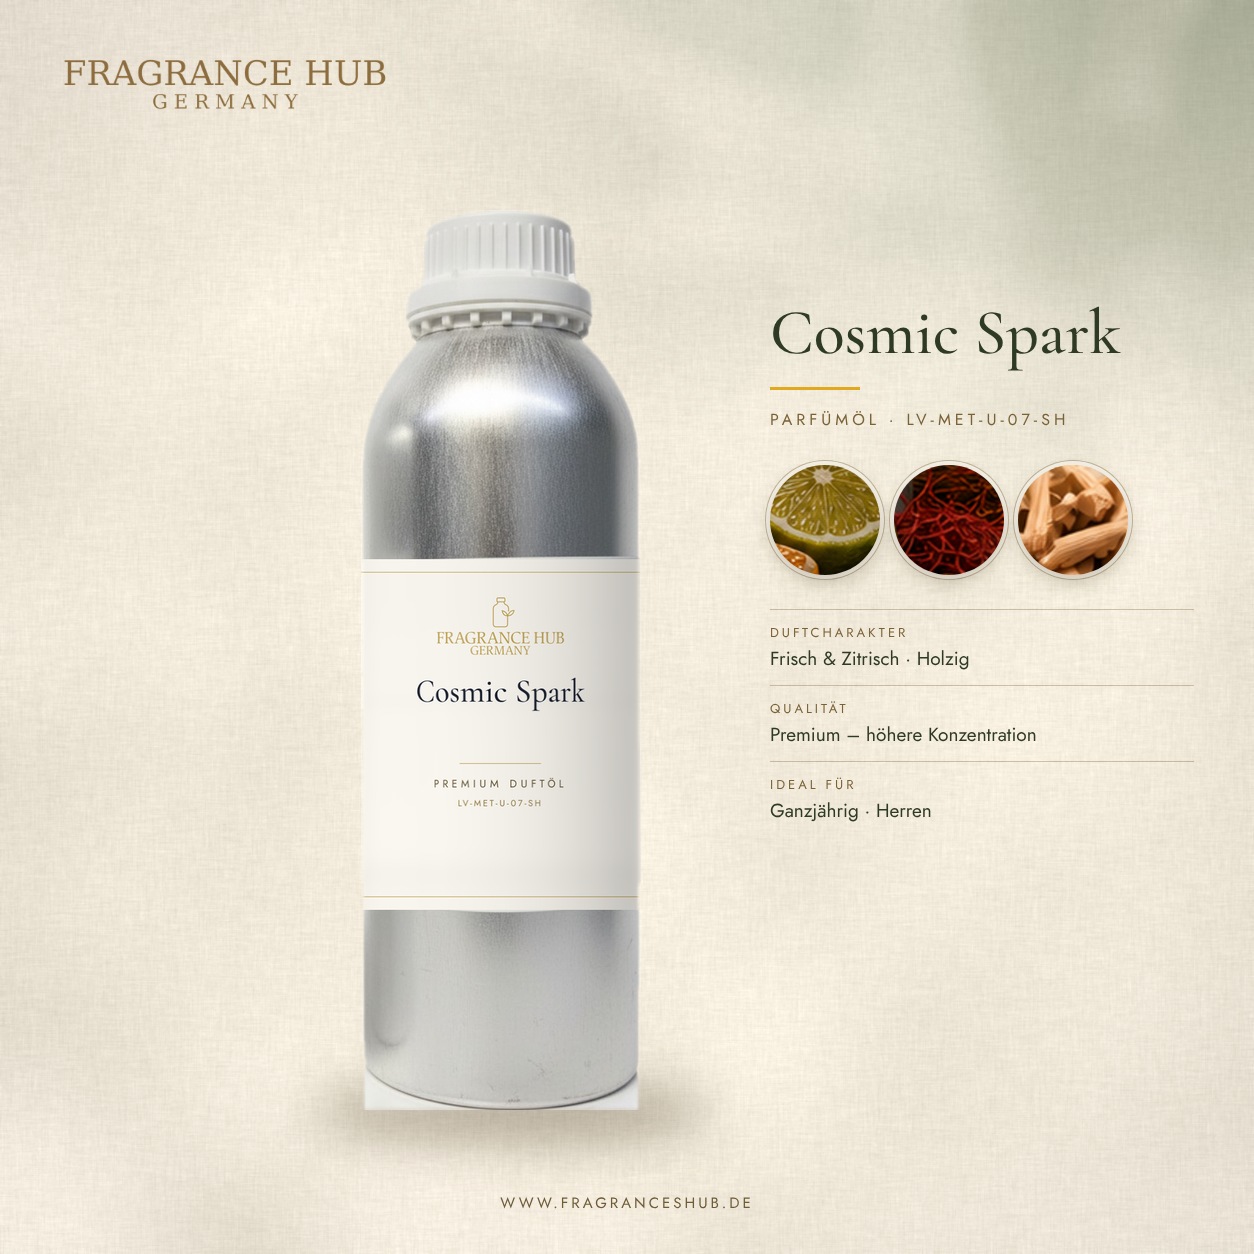 FRAGRANCE HUB
GERMANY
Cosmic Spark
PARFÜMÖL · LV-MET-U-07-SH
DUFTCHARAKTER
Frisch & Zitrisch · Holzig
QUALITÄT
Premium – höhere Konzentration
IDEAL FÜR
Ganzjährig · Herren
FRAGRANCE HUB
GERMANY
Cosmic Spark
PREMIUM DUFTÖL
LV-MET-U-07-SH
WWW.FRAGRANCESHUB.DE